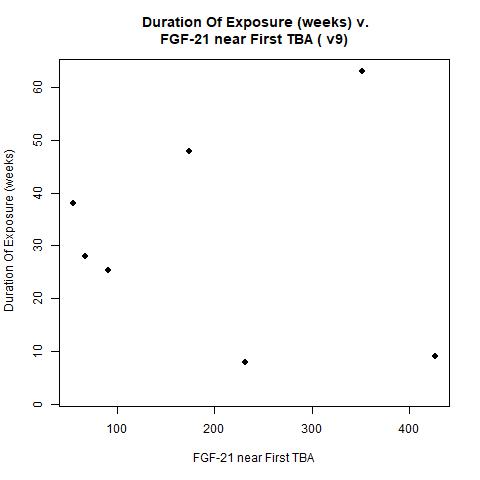 Duration Of Exposure (weeks) v.
FGF-21 near First TBA ( v9)
Duration Of Exposure (weeks)
60
50
40
30
20
10
0
100 200 300 400
FGF-21 near First TBA